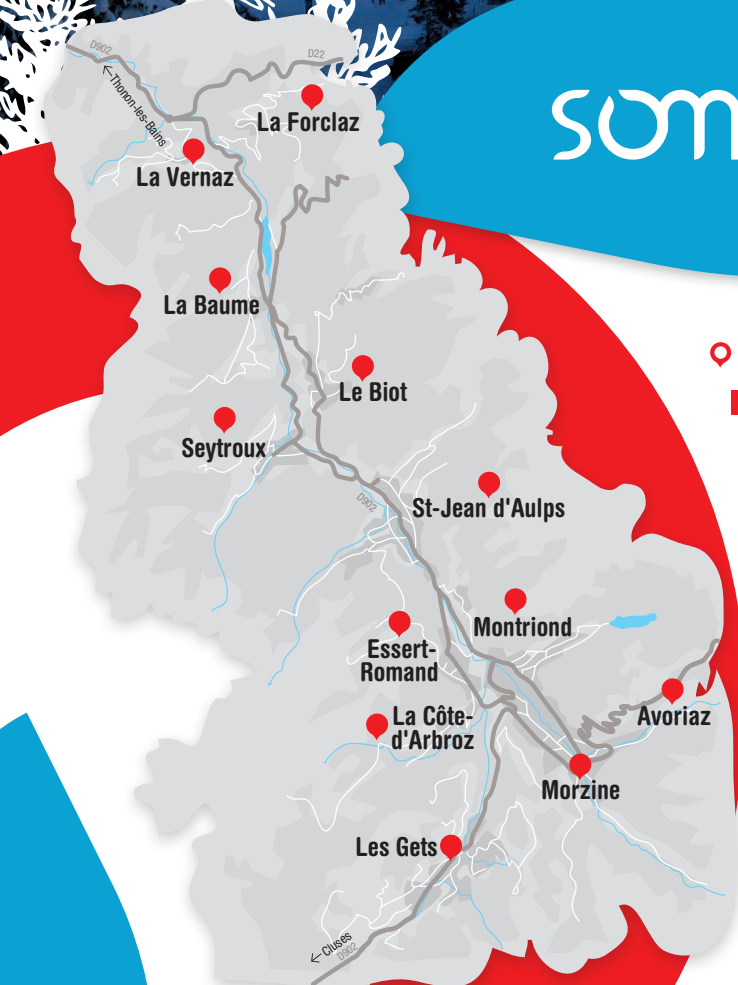 D902
D22
←Thonon-les-Bains
La Forclaz
La Vernaz
La Baume
Le Biot
Seytroux
D902
St-Jean d'Aulps
Montriond
Essert-
Romand
La Côte-
d'Arbroz
Avoriaz
Morzine
Les Gets
←Cluses
D902
som